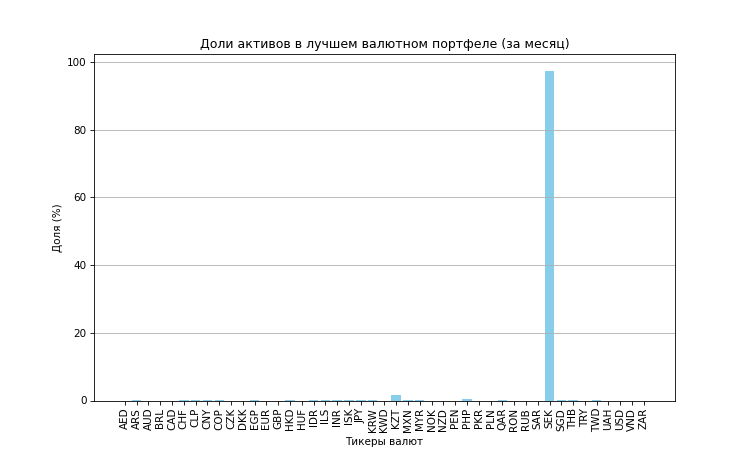 Доли активов в лучшем валютном портфеле (за месяц)
100
80
60
40
20
0
Доля (%)
AED
ARS
AUD
BRL
CAD
CHF
CLP
CNY
COP
CZK
DKK
EGP
EUR
GBP
HKD
HUF
IDR
ILS
INR
ISK
JPY
KRW
KWD
KZT
MXN
MYR
NOK
NZD
PEN
PHP
PKR
PLN
QAR
RON
RUB
SAR
SEK
SGD
THB
TRY
TWD
UAH
USD
VND
ZAR
Тикеры валют